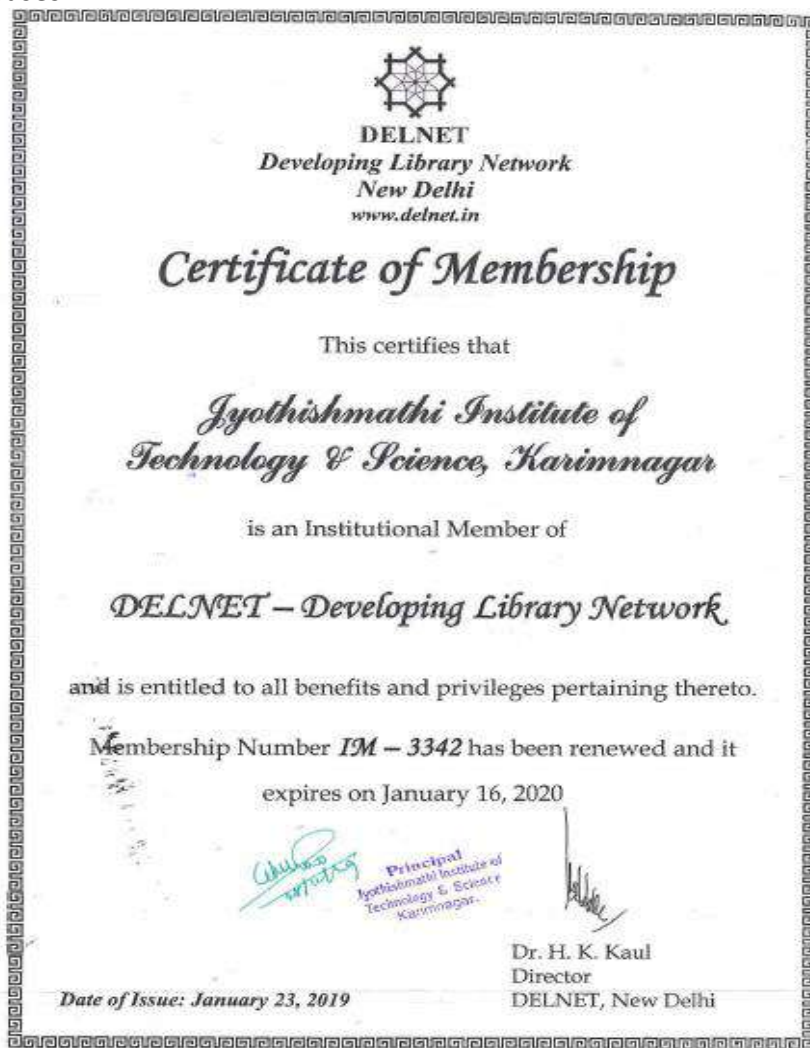 DELNET
Developing Library Network
New Delhi
www.delnet.in
Certificate of Membership
This certifies that
Jyothishmathi Institute of
Technology & Science, Karimnagar
is an Institutional Member of
DELNET – Developing Library Network
and is entitled to all benefits and privileges pertaining thereto.
Membership Number IM – 3342 has been renewed and it
expires on January 16, 2020
Principal
Jyothishmathi Institute of
Technology & Science
Karimnagar.
Dr. H. K. Kaul
Director
DELNET, New Delhi
Date of Issue: January 23, 2019